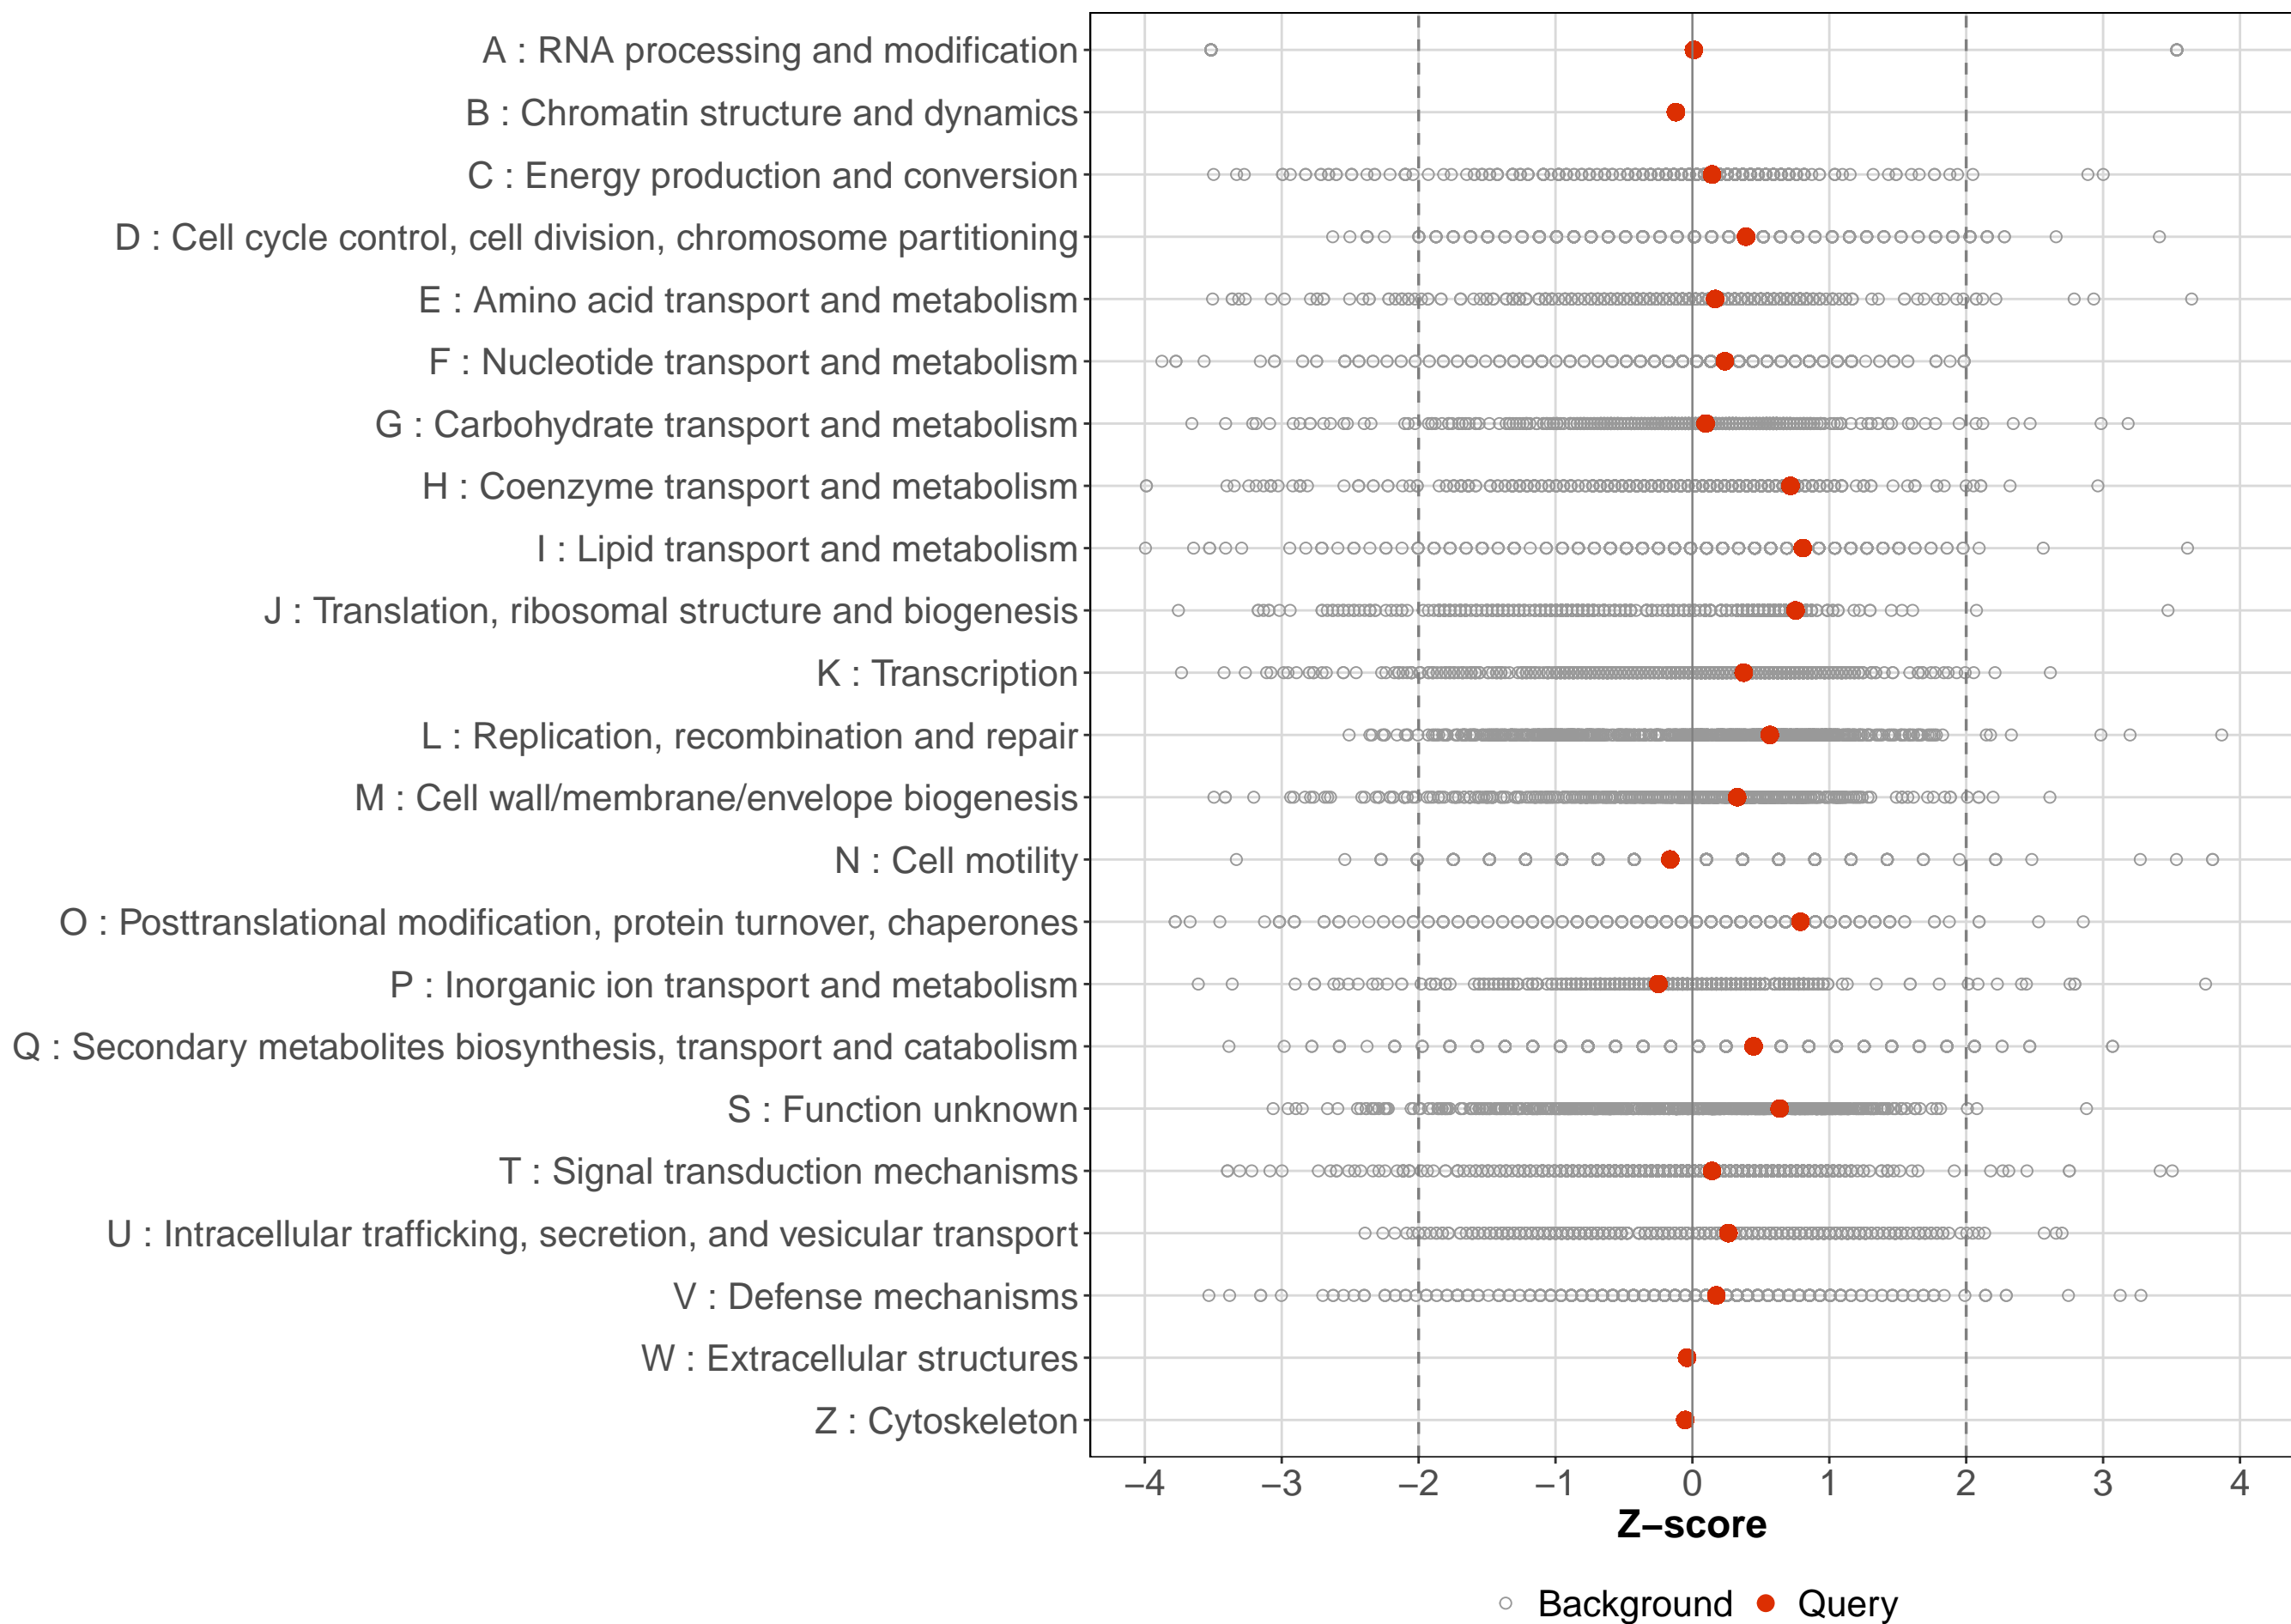 A : RNA processing and modification
B : Chromatin structure and dynamics
C : Energy production and conversion
D : Cell cycle control, cell division, chromosome partitioning
E : Amino acid transport and metabolism
F : Nucleotide transport and metabolism
G : Carbohydrate transport and metabolism
H : Coenzyme transport and metabolism
I : Lipid transport and metabolism
J : Translation, ribosomal structure and biogenesis
K : Transcription
L : Replication, recombination and repair
M : Cell wall/membrane/envelope biogenesis
N : Cell motility
O : Posttranslational modification, protein turnover, chaperones
P : Inorganic ion transport and metabolism
Q : Secondary metabolites biosynthesis, transport and catabolism
S : Function unknown
T : Signal transduction mechanisms
U : Intracellular trafficking, secretion, and vesicular transport
V : Defense mechanisms
W : Extracellular structures
Z : Cytoskeleton
−4 −3 −2 −1 0 1 2 3 4
Z−score
Background Query